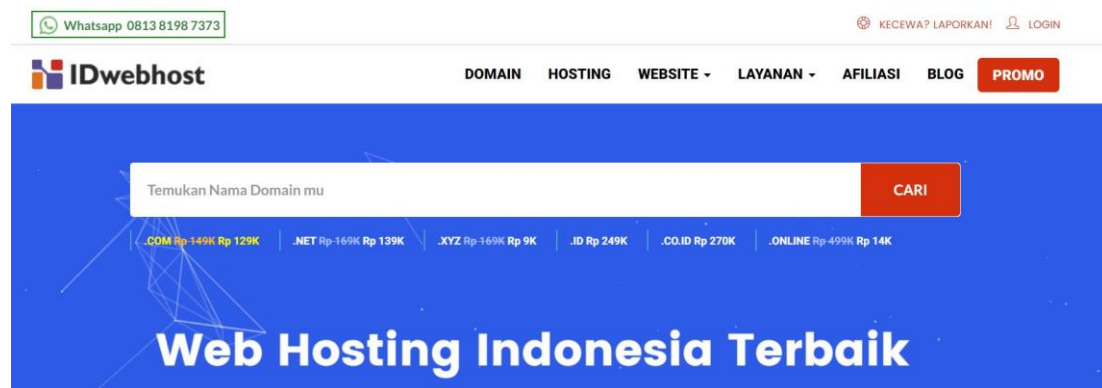 Whatsapp 0813 8198 7373
KECEWA? LAPORKAN! LOGIN
IDwebhost
DOMAIN HOSTING WEBSITE LAYANAN AFILIASI BLOG PROMO
Temukan Nama Domain mu CARI
.COM Rp 149K Rp 129K .NET Rp 169K Rp 139K .XYZ Rp 169K Rp 9K .ID Rp 249K .CO.ID Rp 270K .ONLINE Rp 499K Rp 14K
Web Hosting Indonesia Terbaik